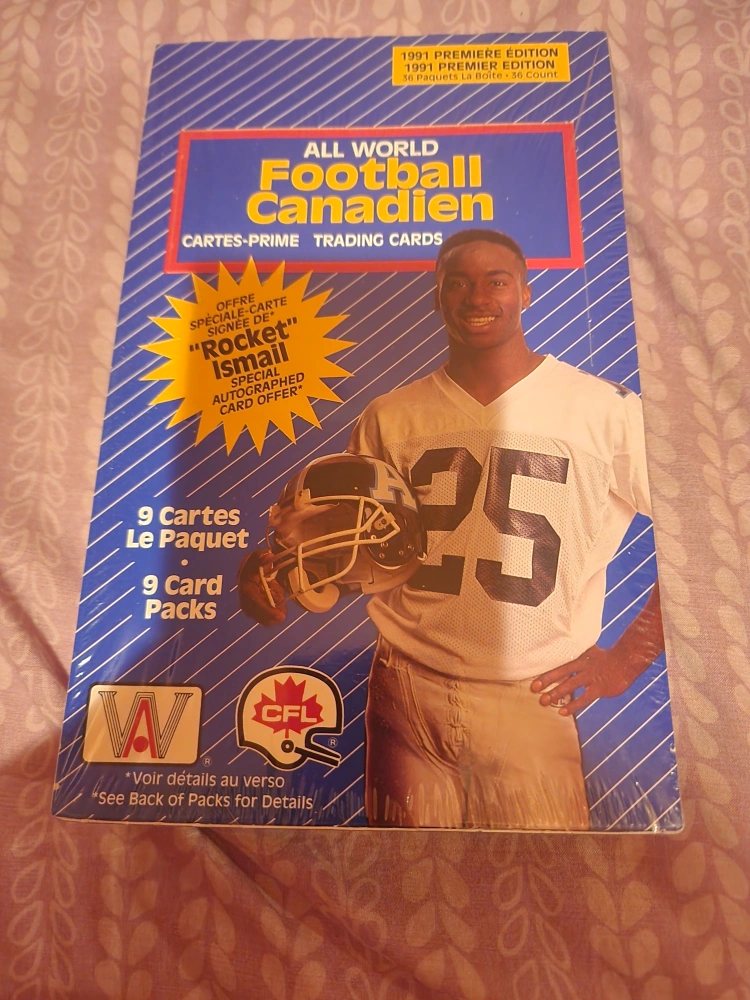 1991 PREMIERE ÉDITION
1991 PREMIER EDITION
36 Paquets La Boîte • 36 Count
ALL WORLD
Football
Canadien
CARTES-PRIME TRADING CARDS
OFFRE
SPÉCIALE-CARTE
SIGNÉE DE*
"Rocket"
Ismail
SPECIAL
AUTOGRAPHED
CARD OFFER*
25
9 Cartes
Le Paquet
•
9 Card
Packs
AW
®
CFL
®
*Voir détails au verso
*See Back of Packs for Details